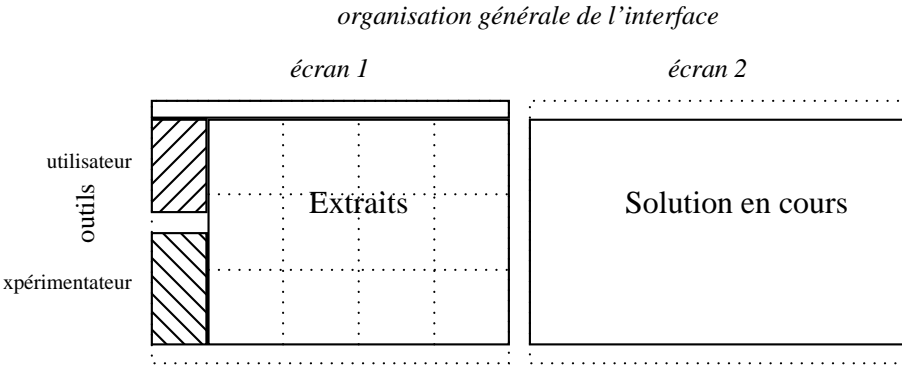 organisation générale de l'interface
écran 1
écran 2
utilisateur
outils
xpérimentateur
Extraits
Solution en cours